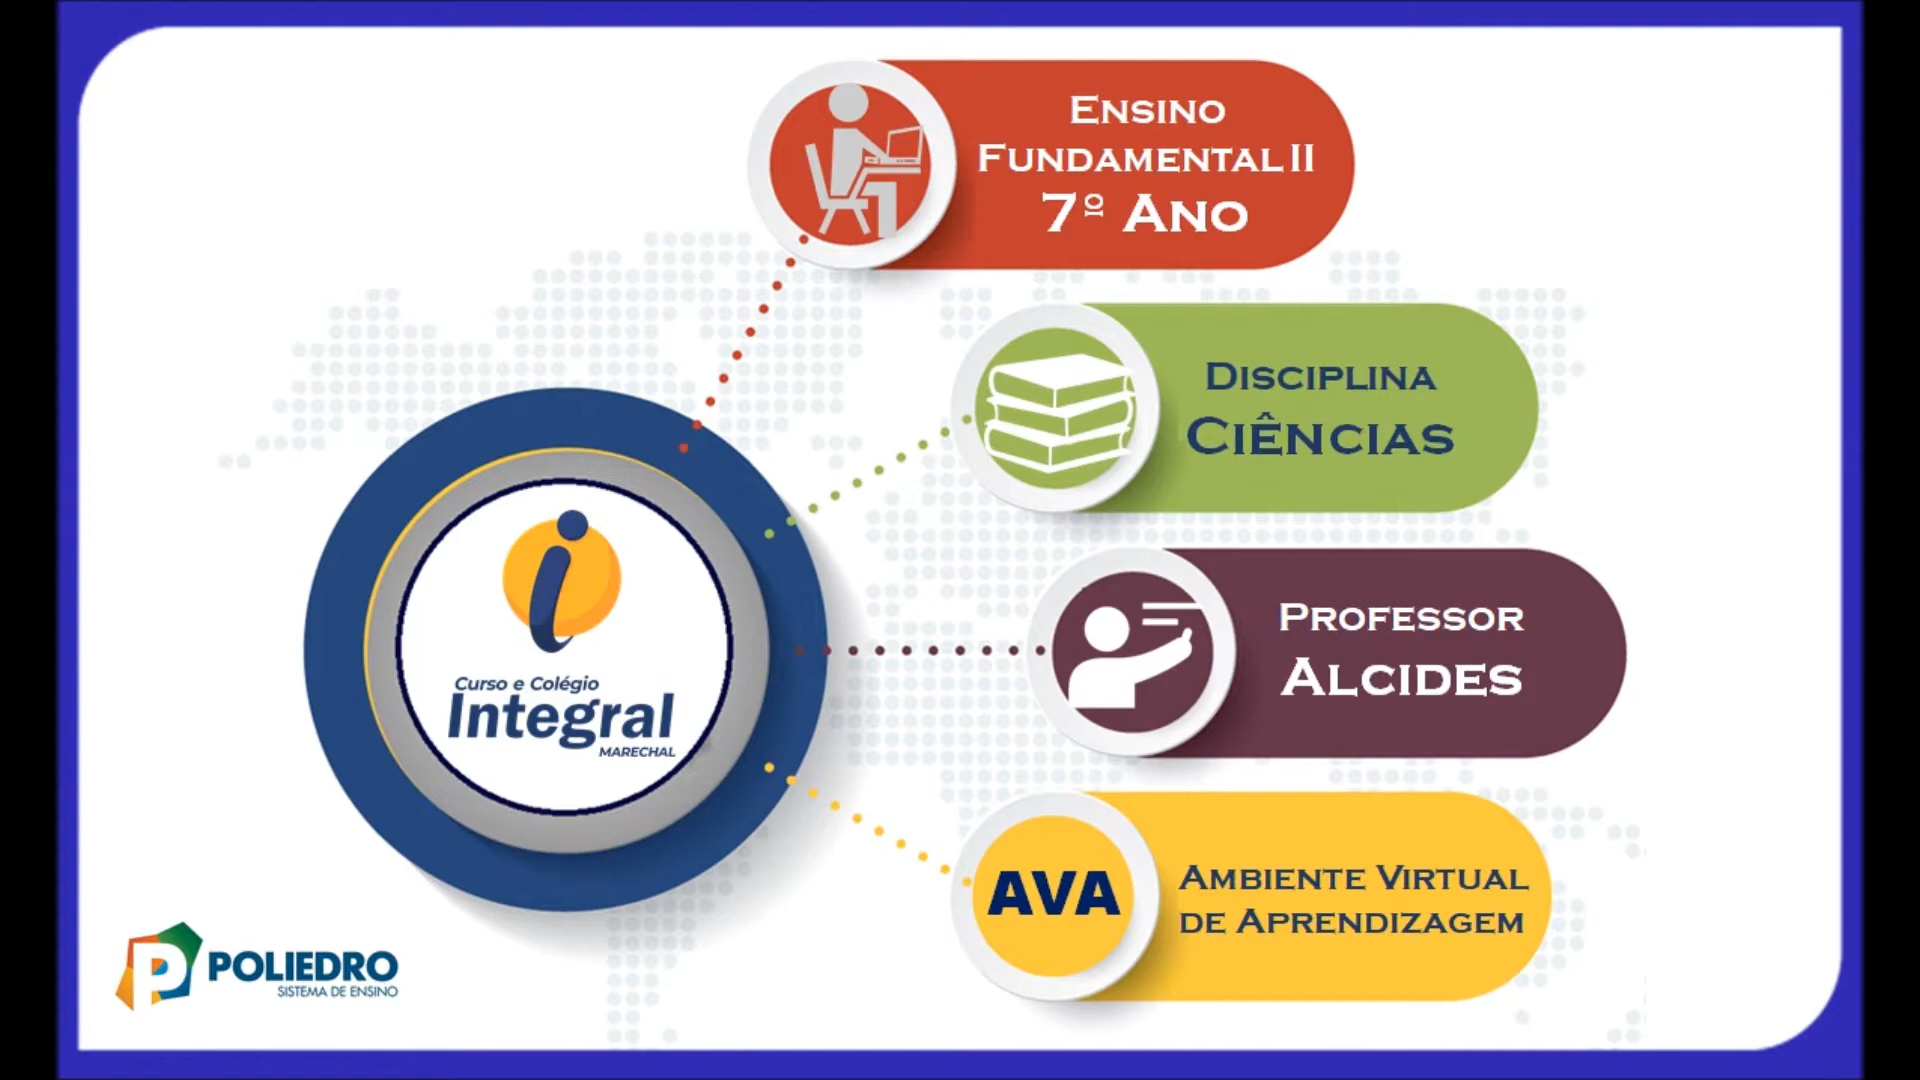 Ensino
Fundamental II
7º Ano
Disciplina
Ciências
Professor
Alcides
AVA
Ambiente Virtual
de Aprendizagem
Curso e Colégio
Integral
MARECHAL
POLIEDRO
SISTEMA DE ENSINO